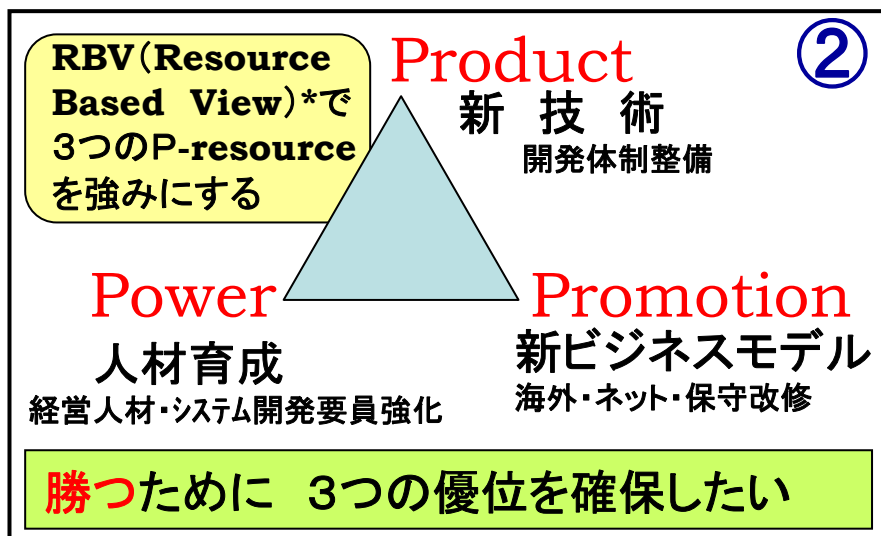 RBV(Resource
Based View)*で
3つのP-resource
を強みにする
Product
②
新 技 術
開発体制整備
Power
人材育成
経営人材・システム開発要員強化
Promotion
新ビジネスモデル
海外・ネット・保守改修
勝つために 3つの優位を確保したい